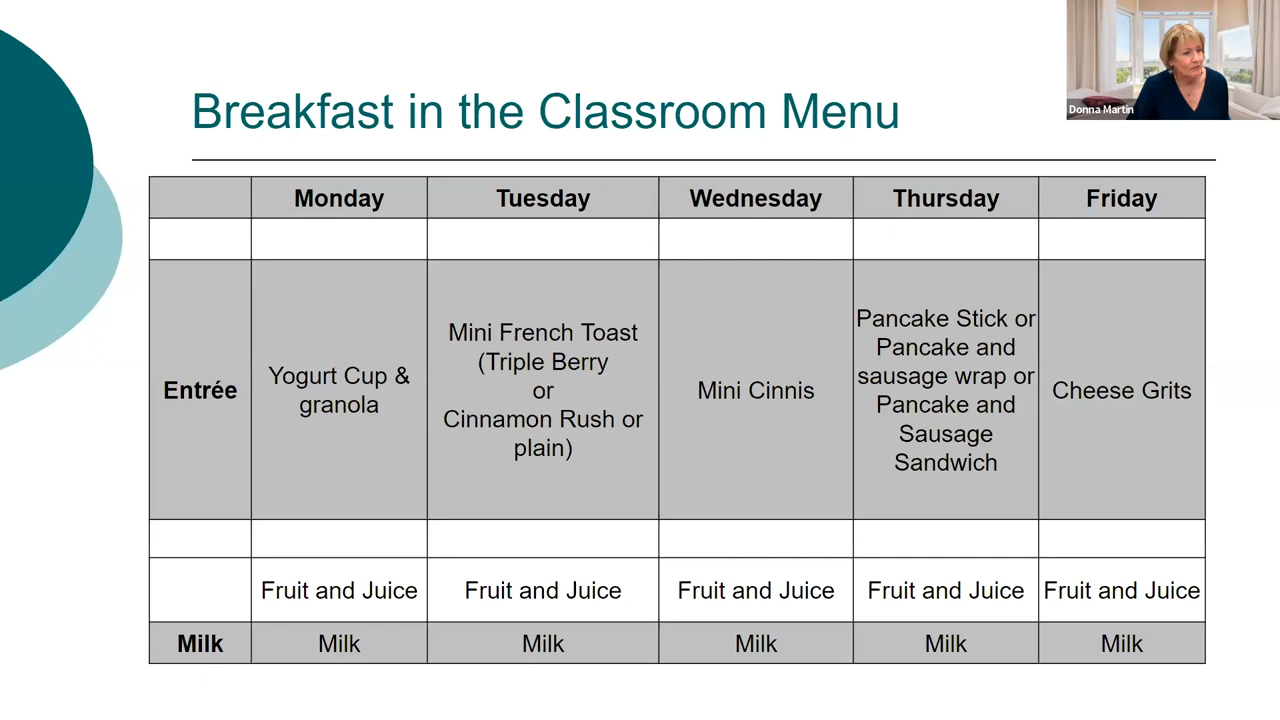 Breakfast in the Classroom Menu
Donna Martin
Monday Tuesday Wednesday Thursday Friday
Entrée
Yogurt Cup &
granola
Mini French Toast
(Triple Berry
or
Cinnamon Rush or
plain)
Mini Cinnis
Pancake Stick or
Pancake and
sausage wrap or
Pancake and
Sausage
Sandwich
Cheese Grits
Fruit and Juice Fruit and Juice Fruit and Juice Fruit and Juice Fruit and Juice
Milk Milk Milk Milk Milk Milk